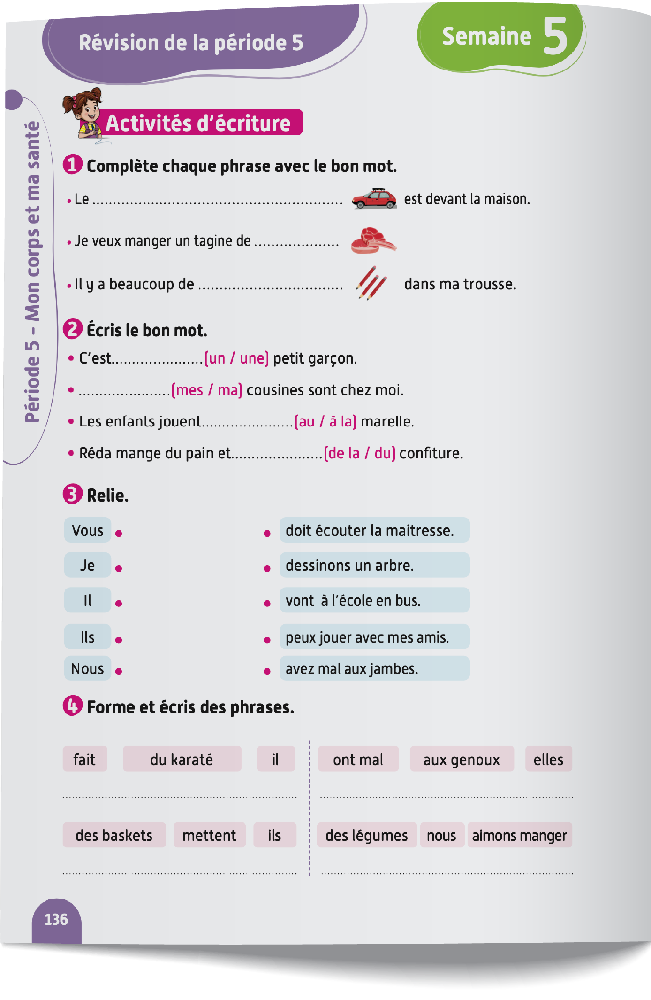 Révision de la période 5
Semaine 5
Période 5 – Mon corps et ma santé
Activités d'écriture
1 Complète chaque phrase avec le bon mot.
• Le ............................................................. est devant la maison.
• Je veux manger un tagine de ....................
• Il y a beaucoup de .................................. dans ma trousse.
2 Écris le bon mot.
• C'est......................(un / une) petit garçon.
• ......................(mes / ma) cousines sont chez moi.
• Les enfants jouent......................(au / à la) marelle.
• Réda mange du pain et......................(de la / du) confiture.
3 Relie.
Vous • • doit écouter la maitresse.
Je • • dessinons un arbre.
Il • • vont à l'école en bus.
Ils • • peux jouer avec mes amis.
Nous • • avez mal aux jambes.
4 Forme et écris des phrases.
fait du karaté il ont mal aux genoux elles
des baskets mettent ils des légumes nous aimons manger
136